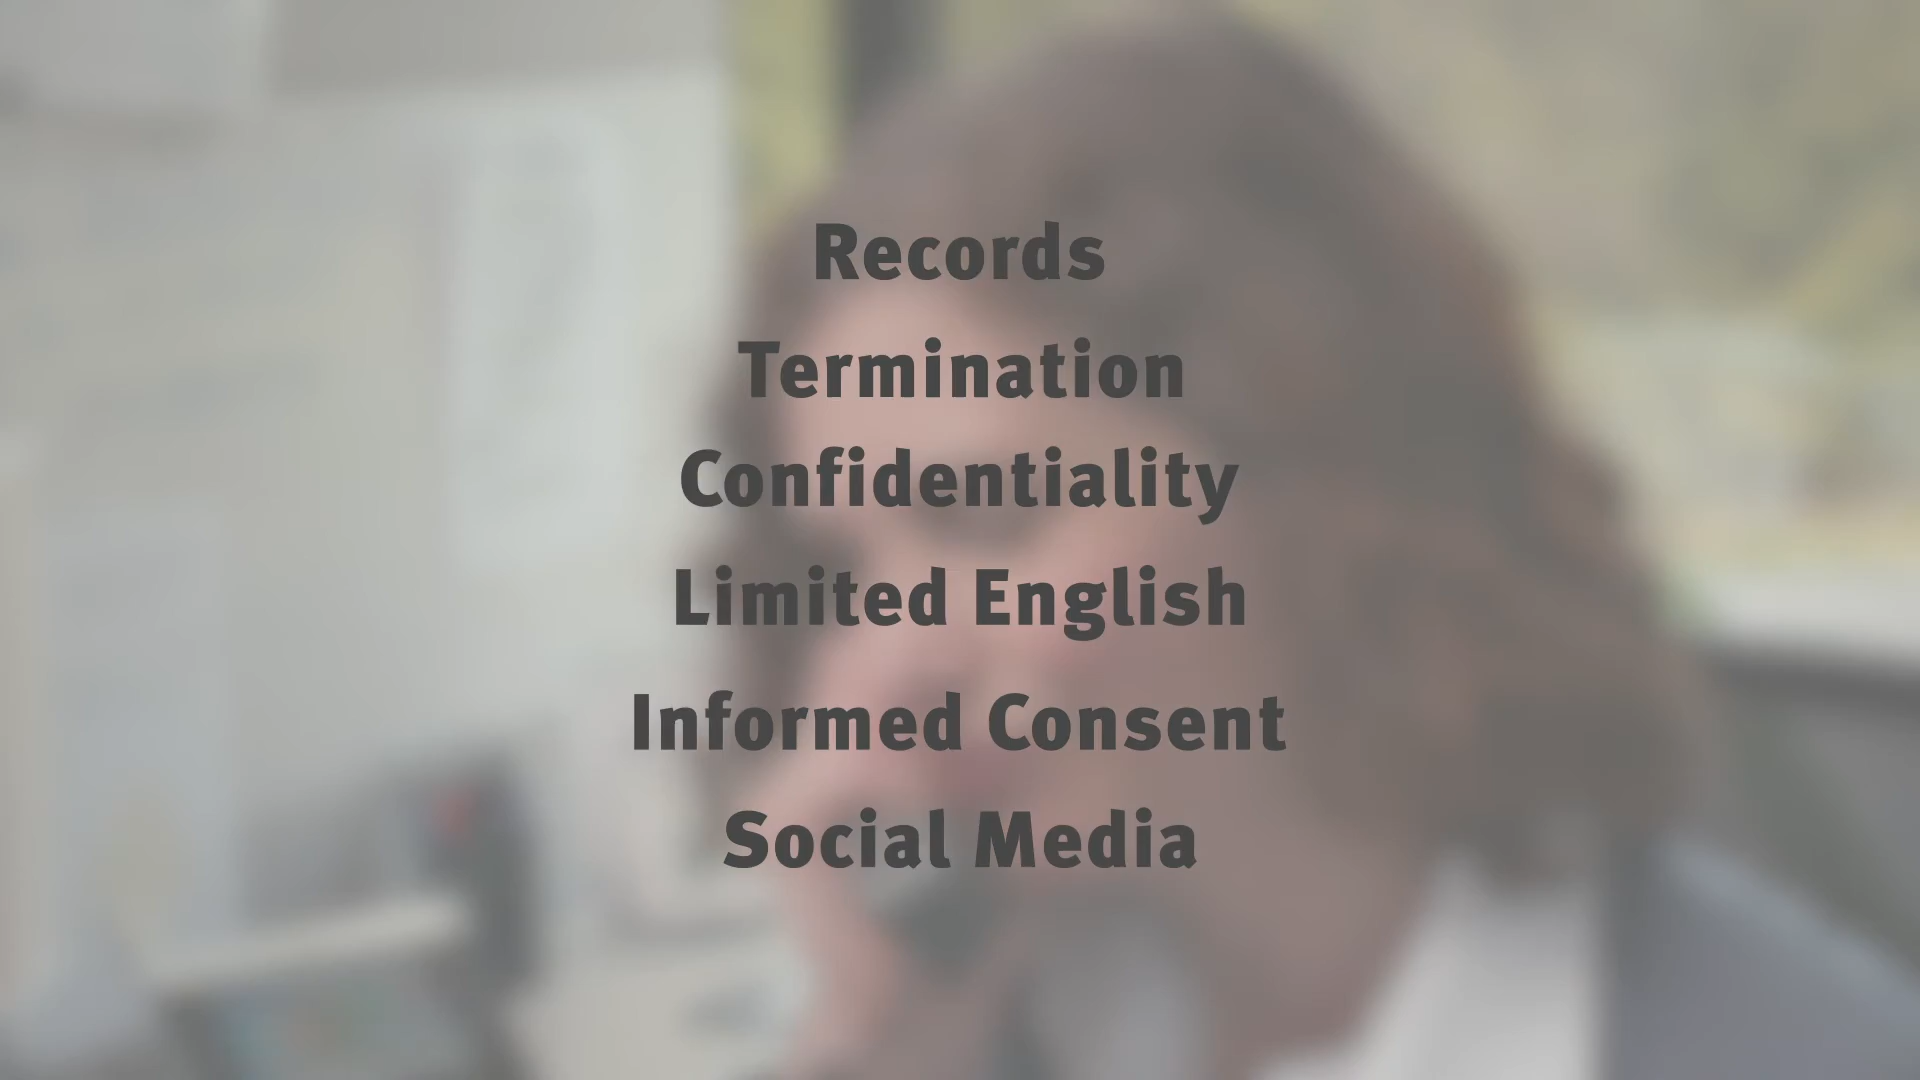 Records
Termination
Confidentiality
Limited English
Informed Consent
Social Media